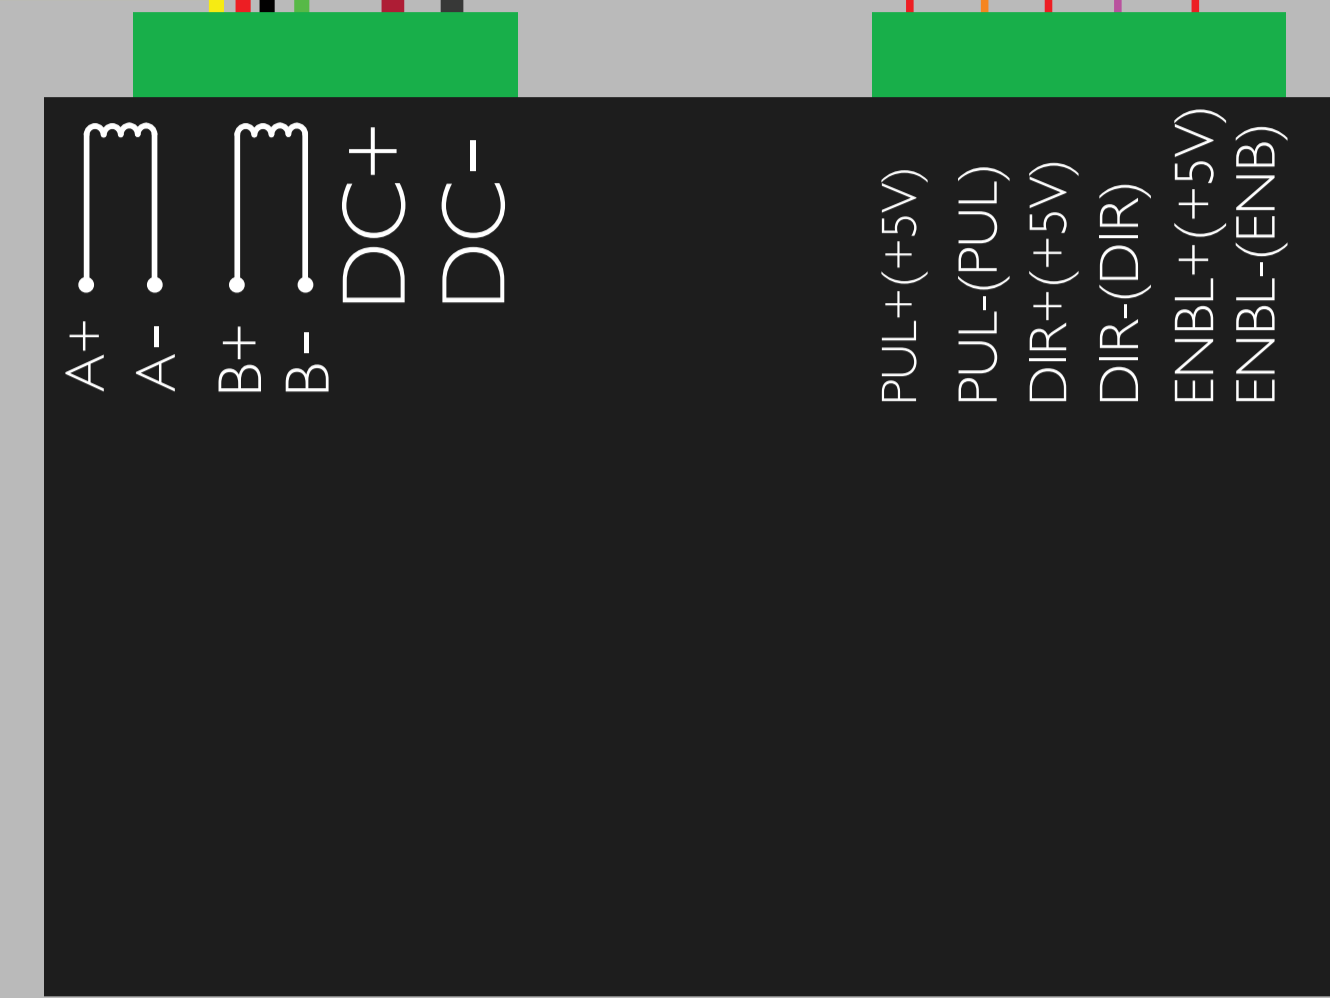 A+
A-
B+
B-
DC+
DC-
PUL+(+5V)
PUL-(PUL)
DIR+(+5V)
DIR-(DIR)
ENBL+(+5V)
ENBL-(ENB)